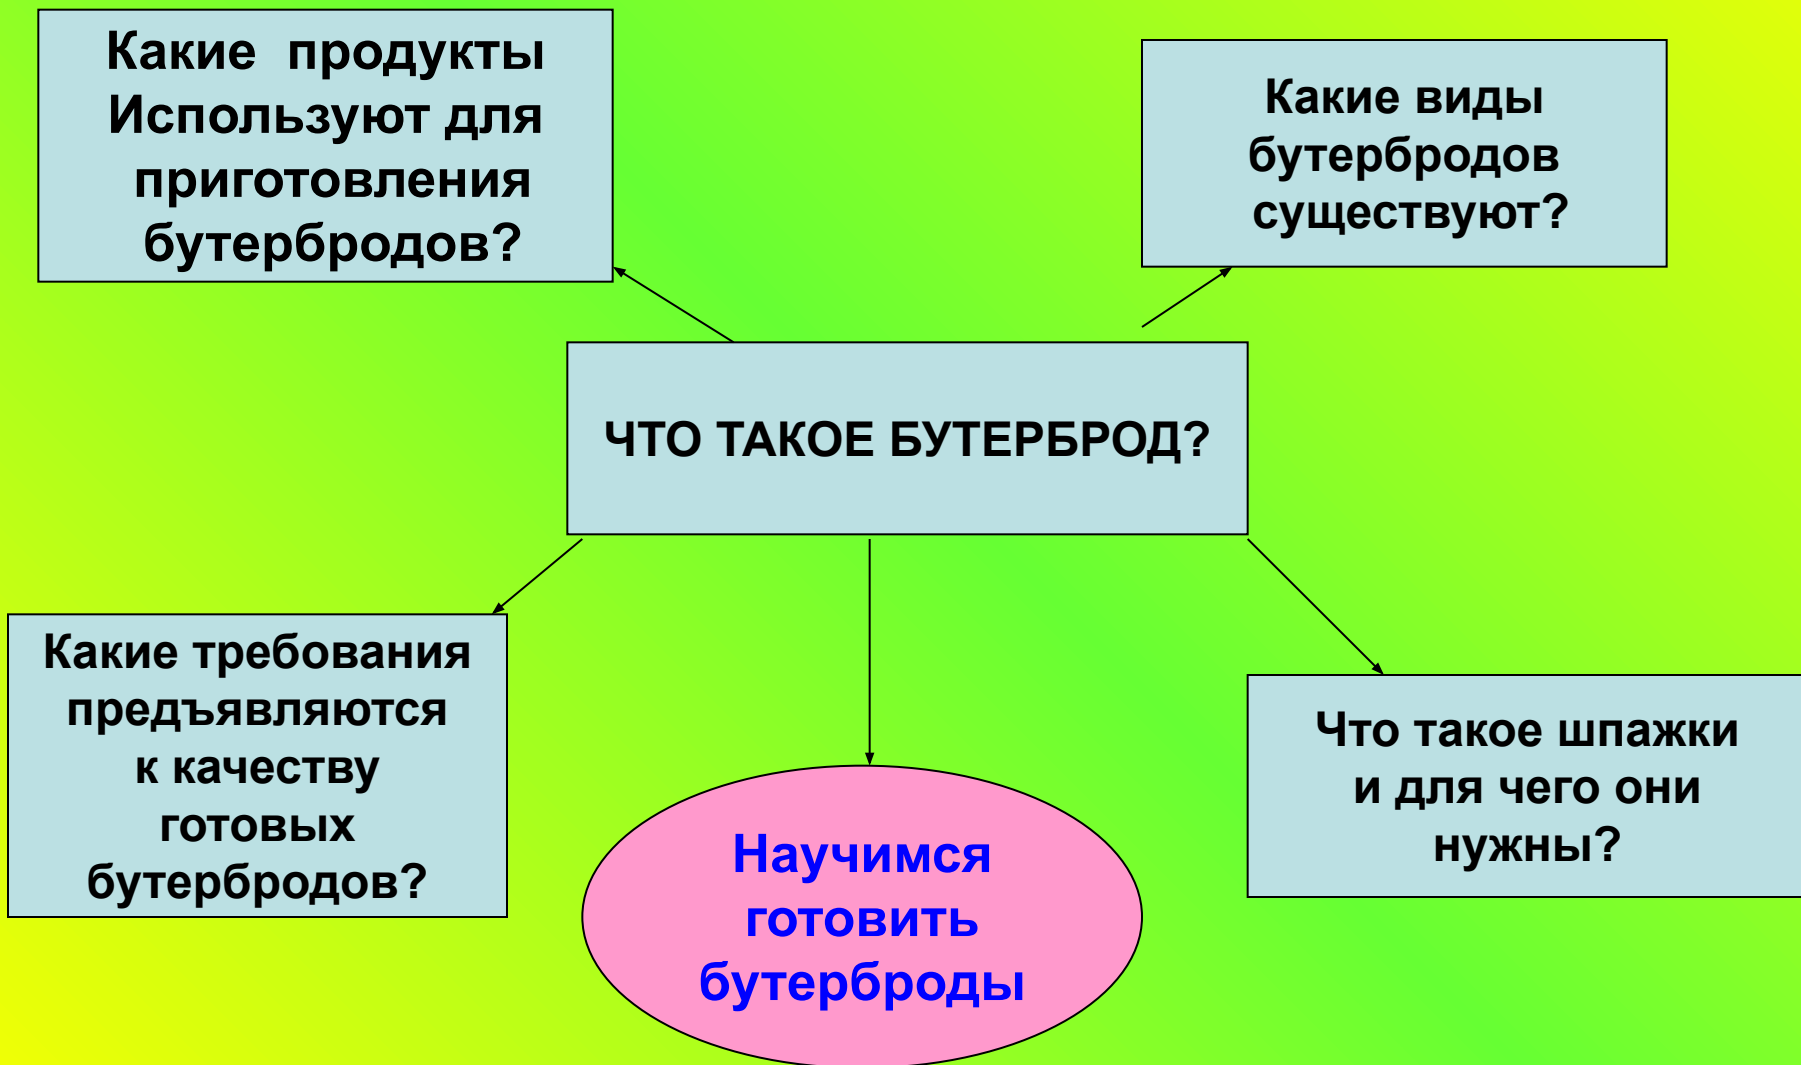 Какие продукты
Используют для
приготовления
бутербродов?
Какие виды
бутербродов
существуют?
ЧТО ТАКОЕ БУТЕРБРОД?
Какие требования
предъявляются
к качеству
готовых
бутербродов?
Научимся
готовить
бутерброды
Что такое шпажки
и для чего они
нужны?